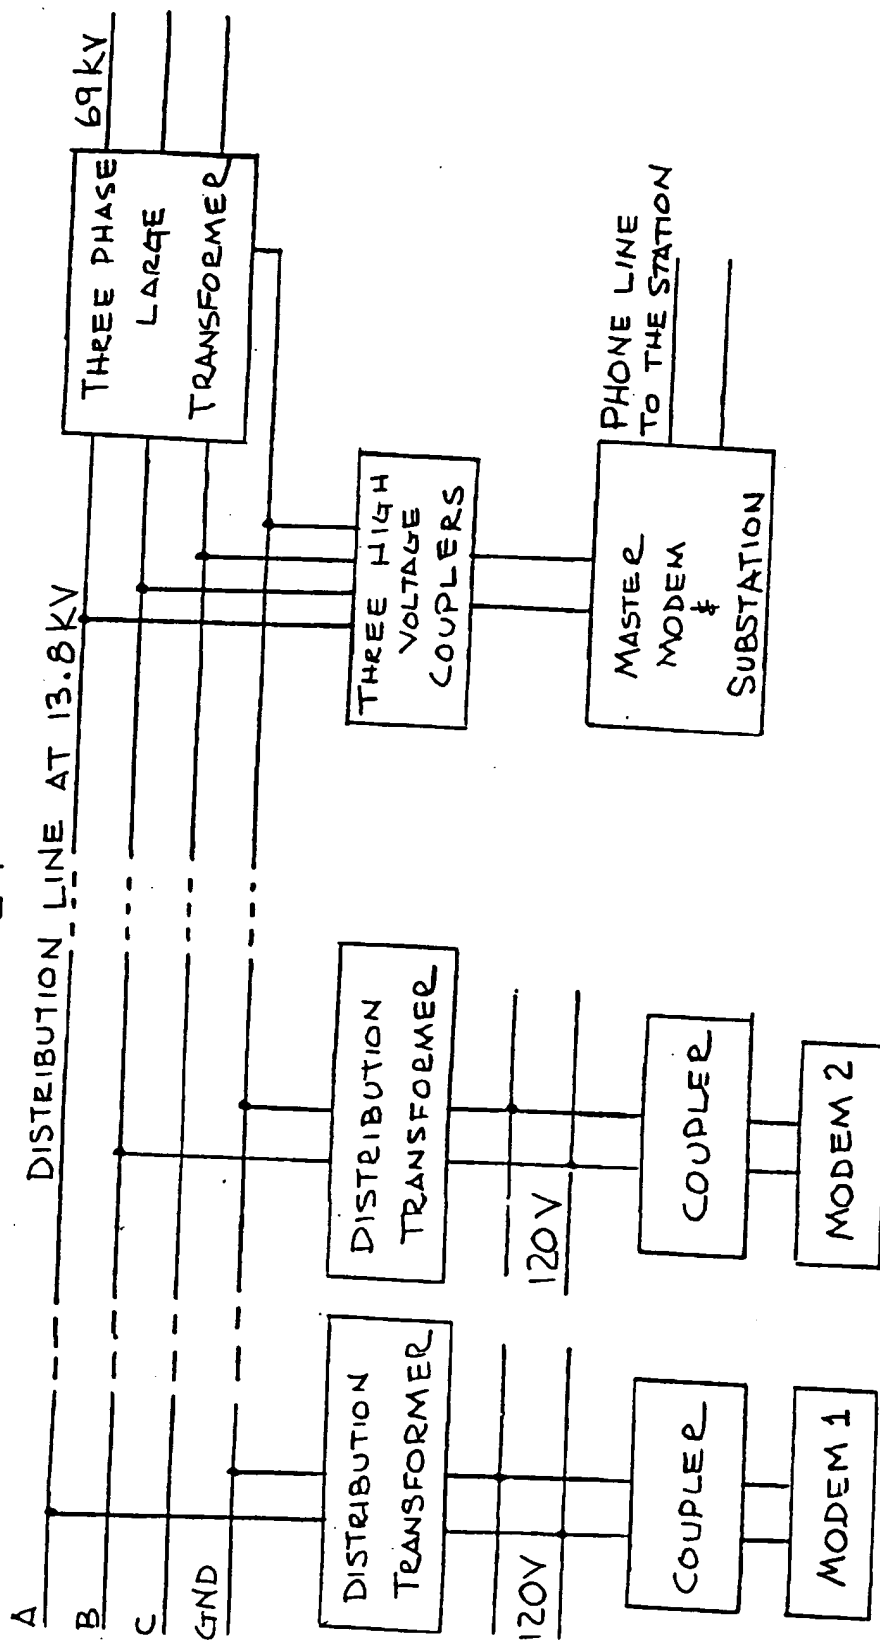 DISTRIBUTION LINE AT 13.8KV
69KV
A
B
C
GND
THREE PHASE
LARGE
TRANSFORMER
DISTRIBUTION
TRANSFORMER
DISTRIBUTION
TRANSFORMER
THREE HIGH
VOLTAGE
COUPLERS
120V
120V
PHONE LINE
TO THE STATION
COUPLER
COUPLER
MASTER
MODEM
&
SUBSTATION
MODEM 1
MODEM 2